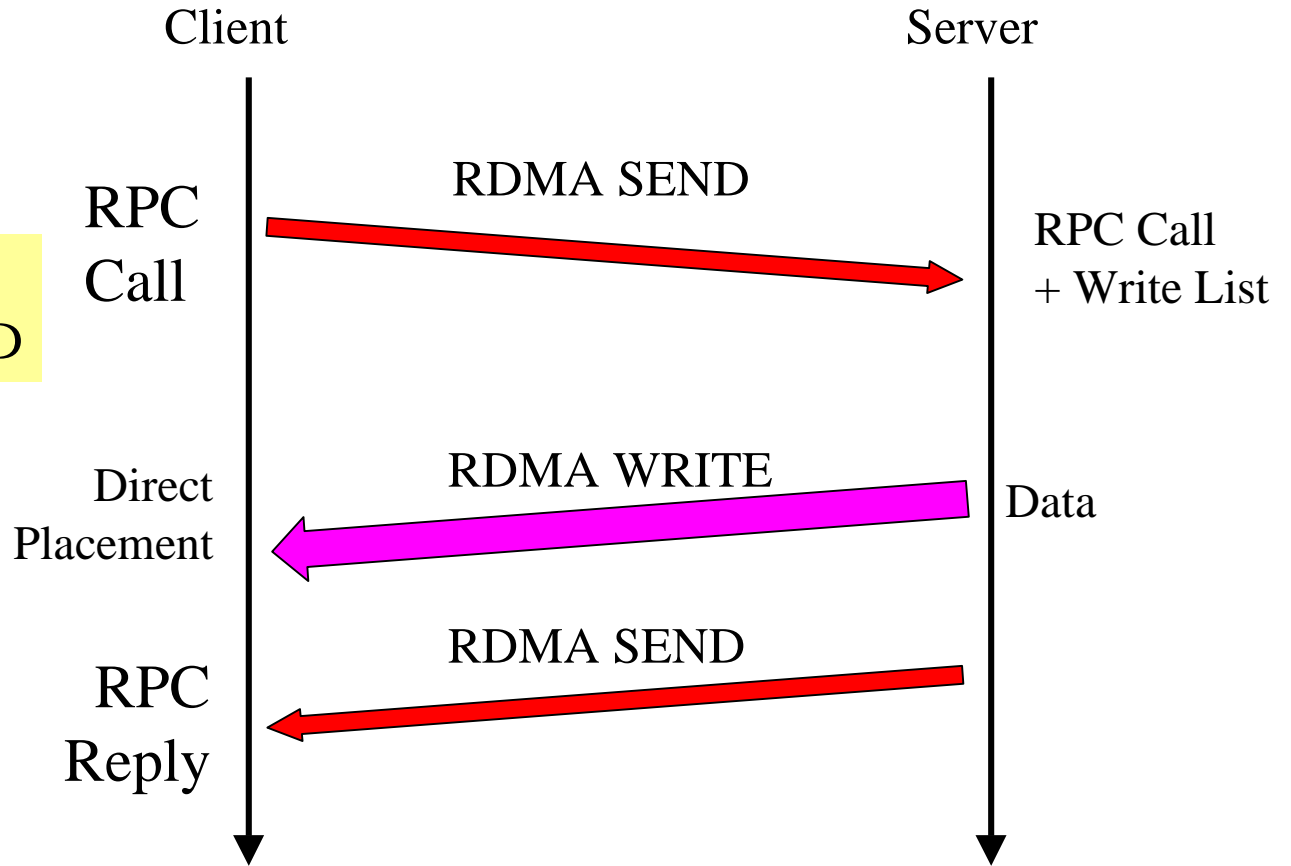 Client
Server
RDMA SEND
RPC
Call
RPC Call
+ Write List
D
RDMA WRITE
Direct
Placement
Data
RDMA SEND
RPC
Reply